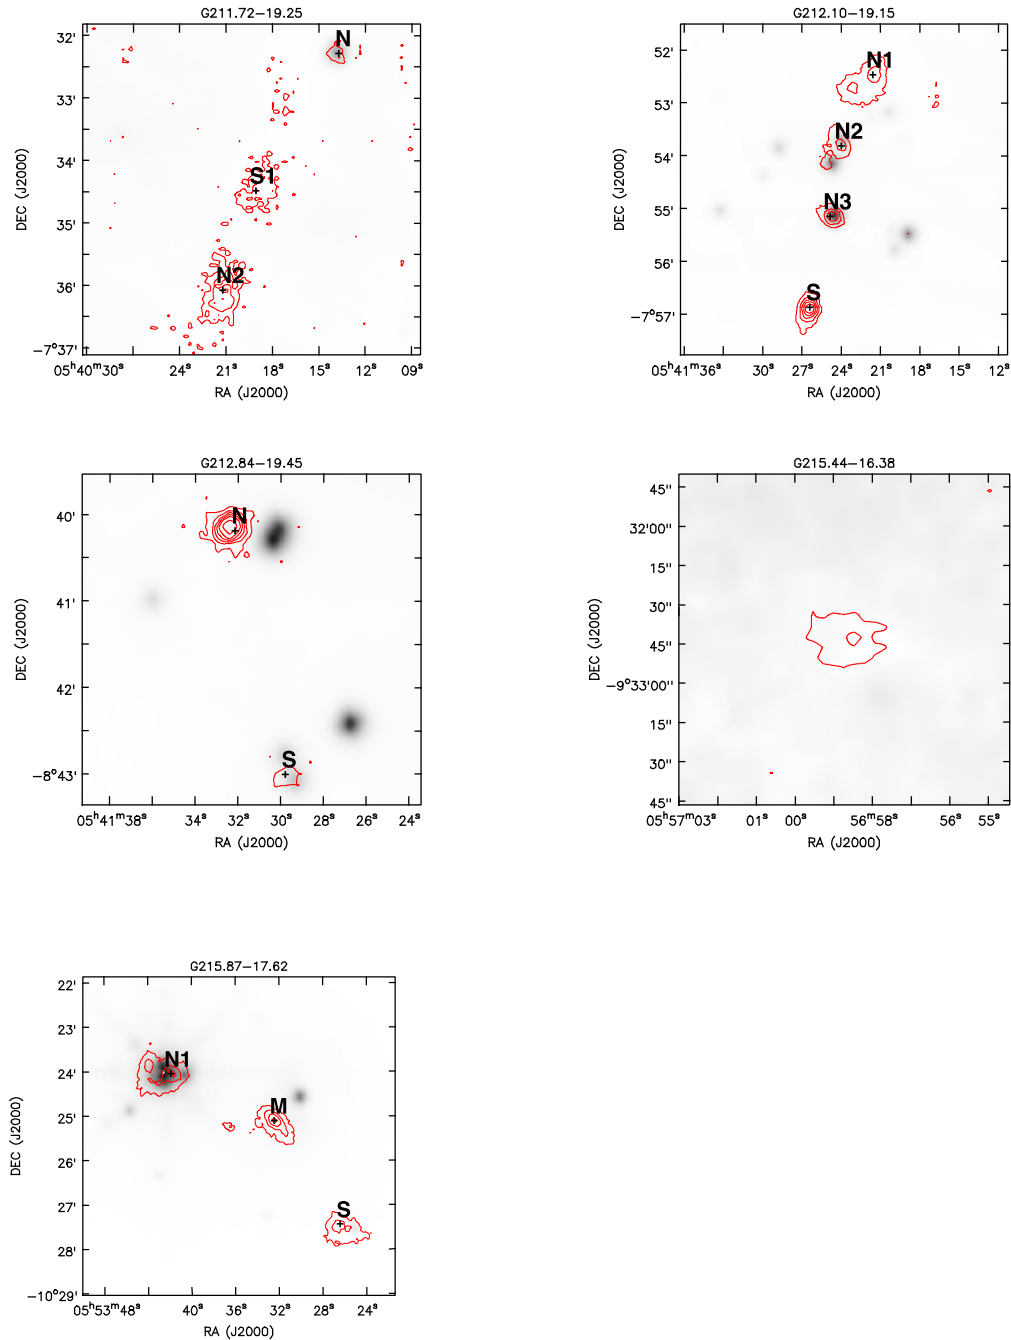 G211.72−19.25
32'
33'
34'
35'
36'
−7°37'
DEC (J2000)
N
S1
N2
05ʰ40ᵐ30ˢ 24ˢ 21ˢ 18ˢ 15ˢ 12ˢ 09ˢ
RA (J2000)
G212.10−19.15
52'
53'
54'
55'
56'
−7°57'
DEC (J2000)
N1
N2
N3
S
05ʰ41ᵐ36ˢ 30ˢ 27ˢ 24ˢ 21ˢ 18ˢ 15ˢ 12ˢ
RA (J2000)
G212.84−19.45
40'
41'
42'
−8°43'
DEC (J2000)
N
S
05ʰ41ᵐ38ˢ 34ˢ 32ˢ 30ˢ 28ˢ 26ˢ 24ˢ
RA (J2000)
G215.44−16.38
45"
32'00"
15"
30"
45"
−9°33'00"
15"
30"
45"
DEC (J2000)
05ʰ57ᵐ03ˢ 01ˢ 00ˢ 56ᵐ58ˢ 56ˢ 55ˢ
RA (J2000)
G215.87−17.62
22'
23'
24'
25'
26'
27'
28'
−10°29'
DEC (J2000)
N1
M
S
05ʰ53ᵐ48ˢ 40ˢ 36ˢ 32ˢ 28ˢ 24ˢ
RA (J2000)